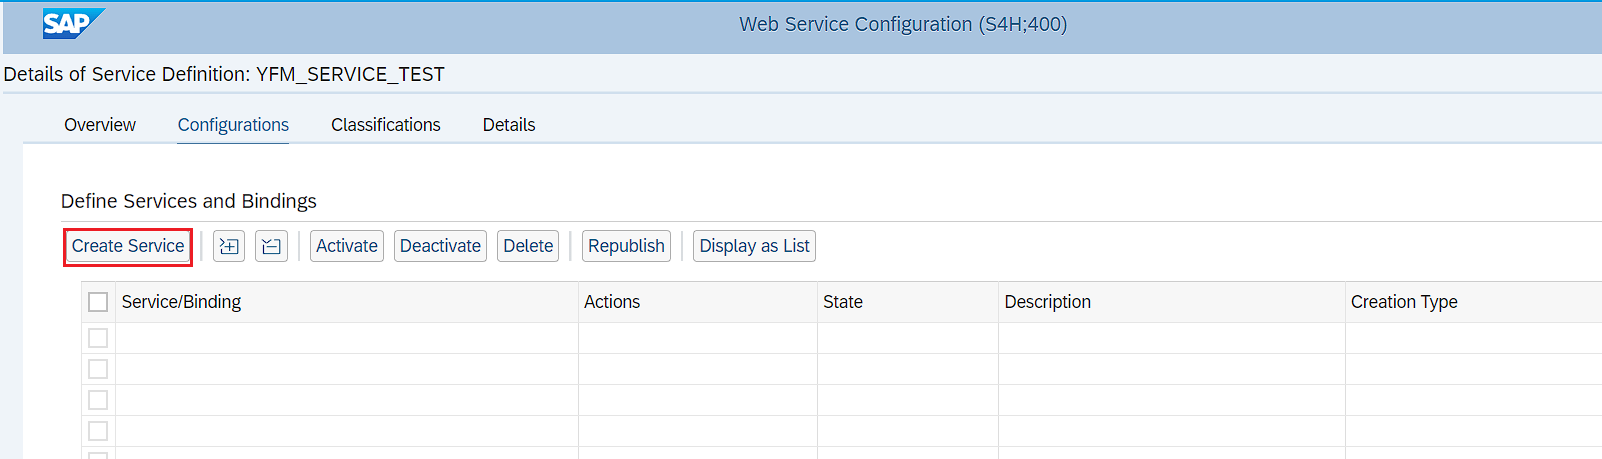 SAP
Web Service Configuration (S4H;400)
Details of Service Definition: YFM_SERVICE_TEST
Overview Configurations Classifications Details
Define Services and Bindings
Create Service Activate Deactivate Delete Republish Display as List
Service/Binding Actions State Description Creation Type